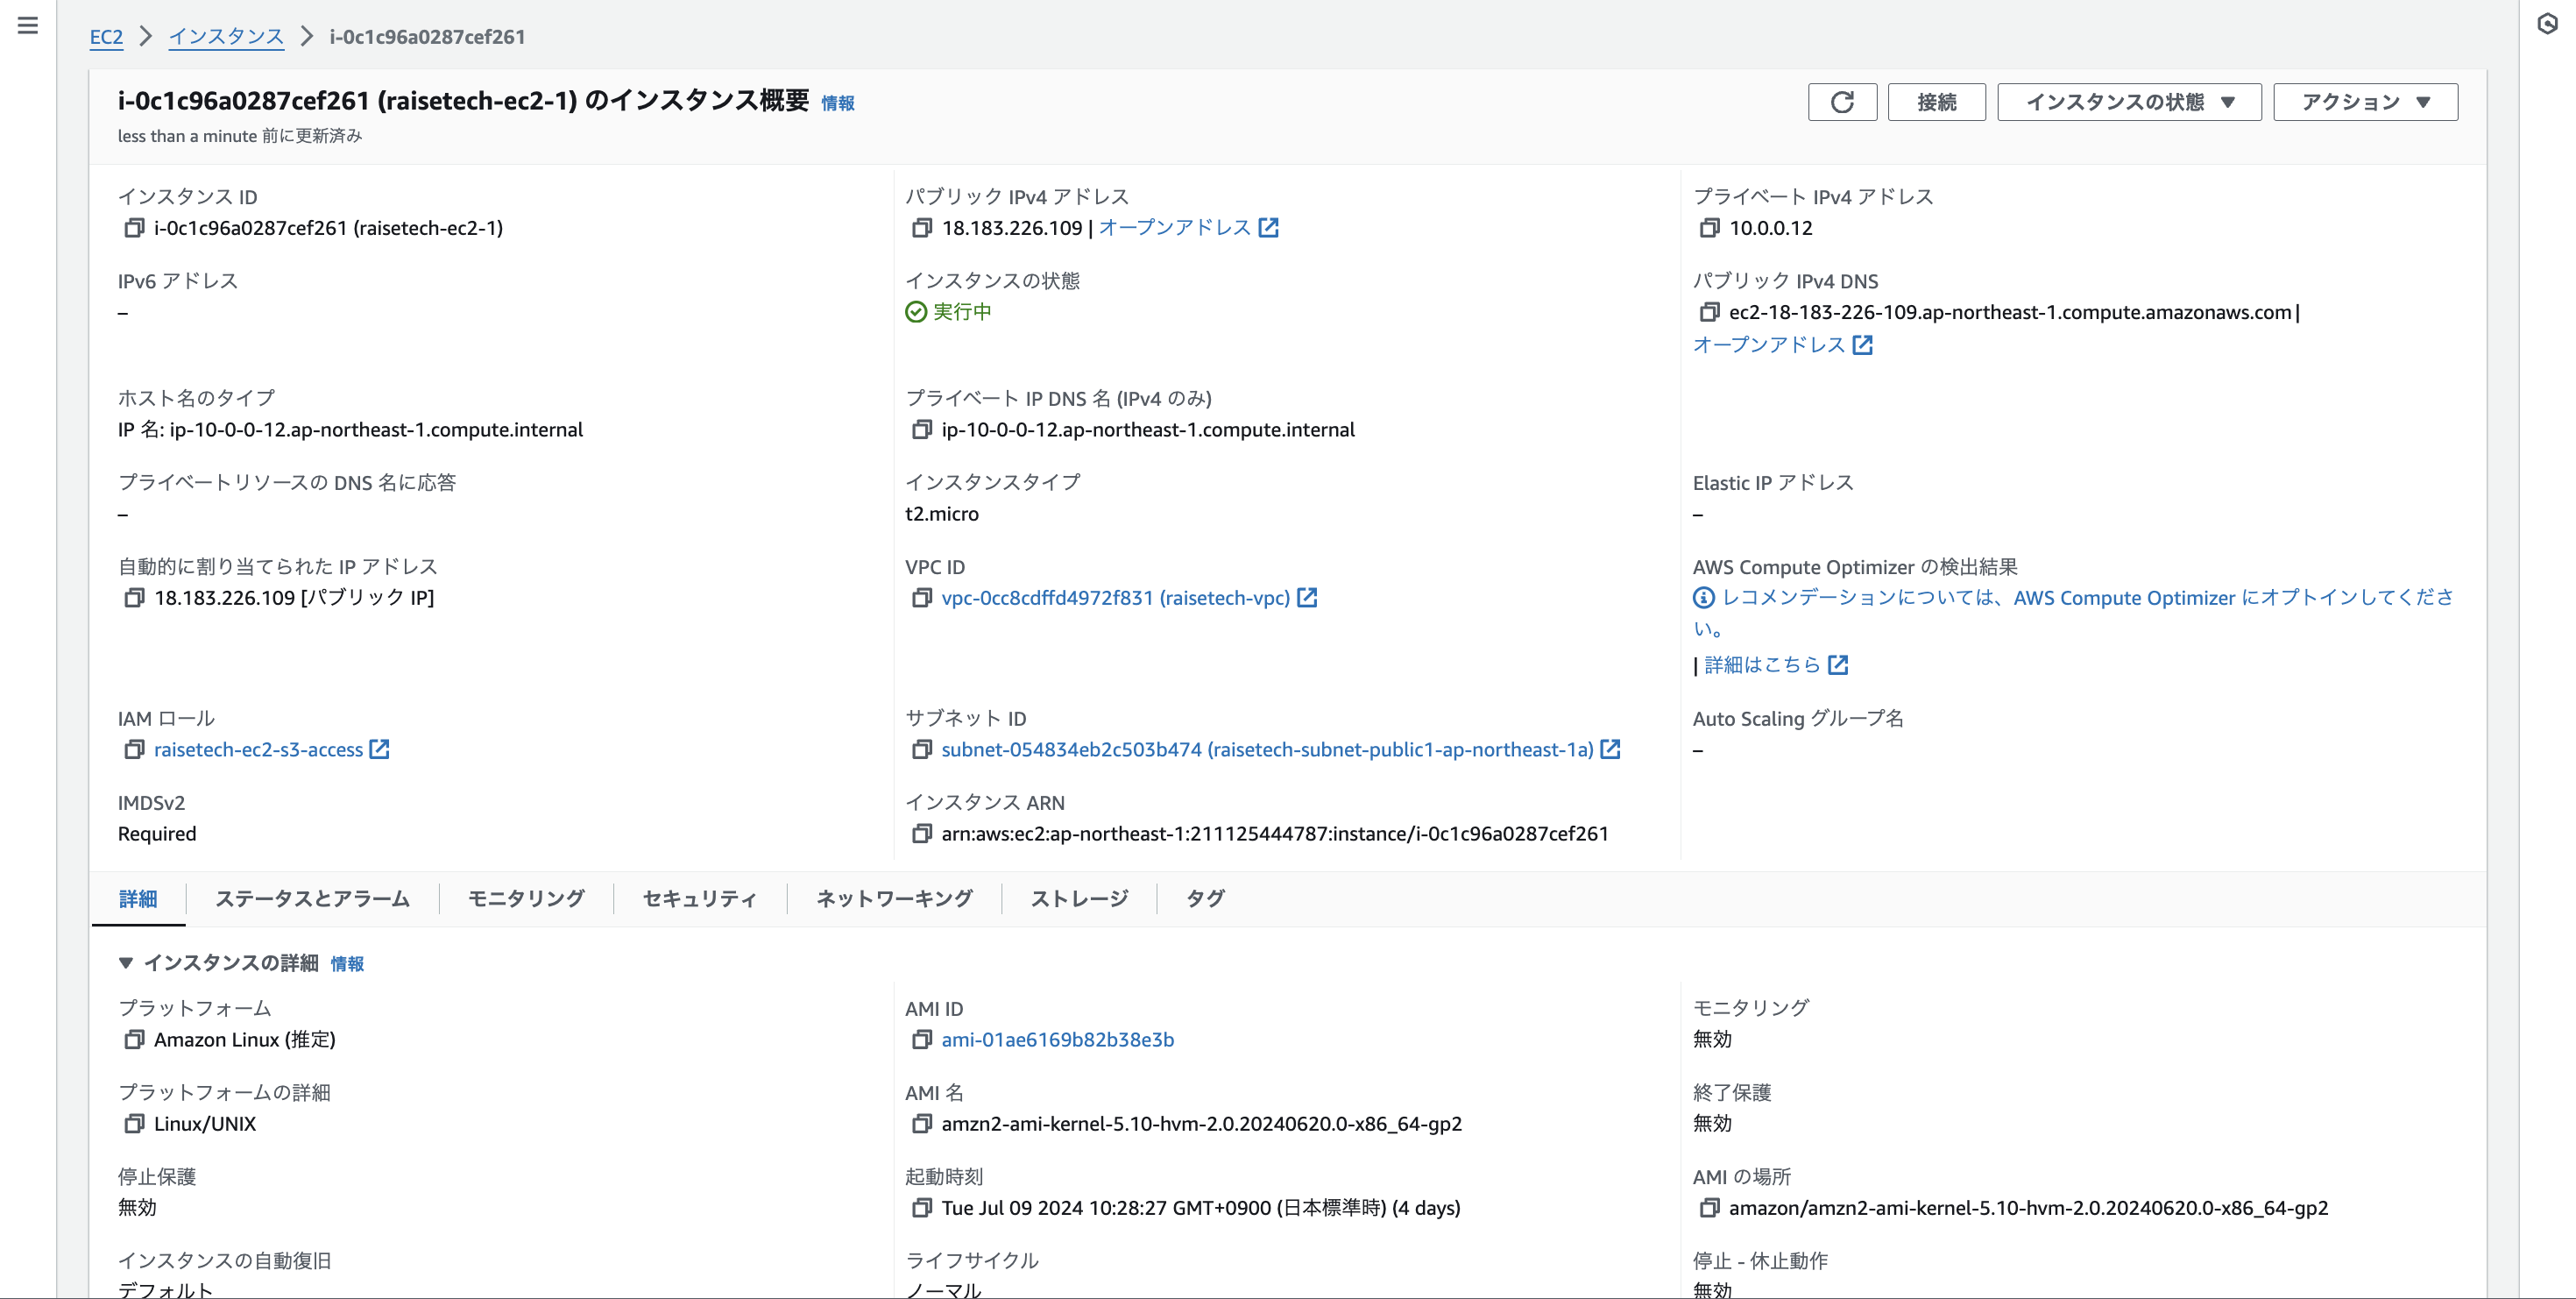 EC2 > インスタンス > i-0c1c96a0287cef261
i-0c1c96a0287cef261 (raisetech-ec2-1) のインスタンス概要 情報
less than a minute 前に更新済み
接続
インスタンスの状態 ▼
アクション ▼
インスタンス ID
i-0c1c96a0287cef261 (raisetech-ec2-1)
パブリック IPv4 アドレス
18.183.226.109 | オープンアドレス
プライベート IPv4 アドレス
10.0.0.12
IPv6 アドレス
–
インスタンスの状態
実行中
パブリック IPv4 DNS
ec2-18-183-226-109.ap-northeast-1.compute.amazonaws.com |
オープンアドレス
ホスト名のタイプ
IP 名: ip-10-0-0-12.ap-northeast-1.compute.internal
プライベート IP DNS 名 (IPv4 のみ)
ip-10-0-0-12.ap-northeast-1.compute.internal
プライベートリソースの DNS 名に応答
–
インスタンスタイプ
t2.micro
Elastic IP アドレス
–
自動的に割り当てられた IP アドレス
18.183.226.109 [パブリック IP]
VPC ID
vpc-0cc8cdffd4972f831 (raisetech-vpc)
AWS Compute Optimizer の検出結果
レコメンデーションについては、AWS Compute Optimizer にオプトインしてくださ
い。
| 詳細はこちら
IAM ロール
raisetech-ec2-s3-access
サブネット ID
subnet-054834eb2c503b474 (raisetech-subnet-public1-ap-northeast-1a)
Auto Scaling グループ名
–
IMDSv2
Required
インスタンス ARN
arn:aws:ec2:ap-northeast-1:211125444787:instance/i-0c1c96a0287cef261
詳細
ステータスとアラーム
モニタリング
セキュリティ
ネットワーキング
ストレージ
タグ
▼ インスタンスの詳細 情報
プラットフォーム
Amazon Linux (推定)
AMI ID
ami-01ae6169b82b38e3b
モニタリング
無効
プラットフォームの詳細
Linux/UNIX
AMI 名
amzn2-ami-kernel-5.10-hvm-2.0.20240620.0-x86_64-gp2
終了保護
無効
停止保護
無効
起動時刻
Tue Jul 09 2024 10:28:27 GMT+0900 (日本標準時) (4 days)
AMI の場所
amazon/amzn2-ami-kernel-5.10-hvm-2.0.20240620.0-x86_64-gp2
インスタンスの自動復旧
デフォルト
ライフサイクル
ノーマル
停止 - 休止動作
無効